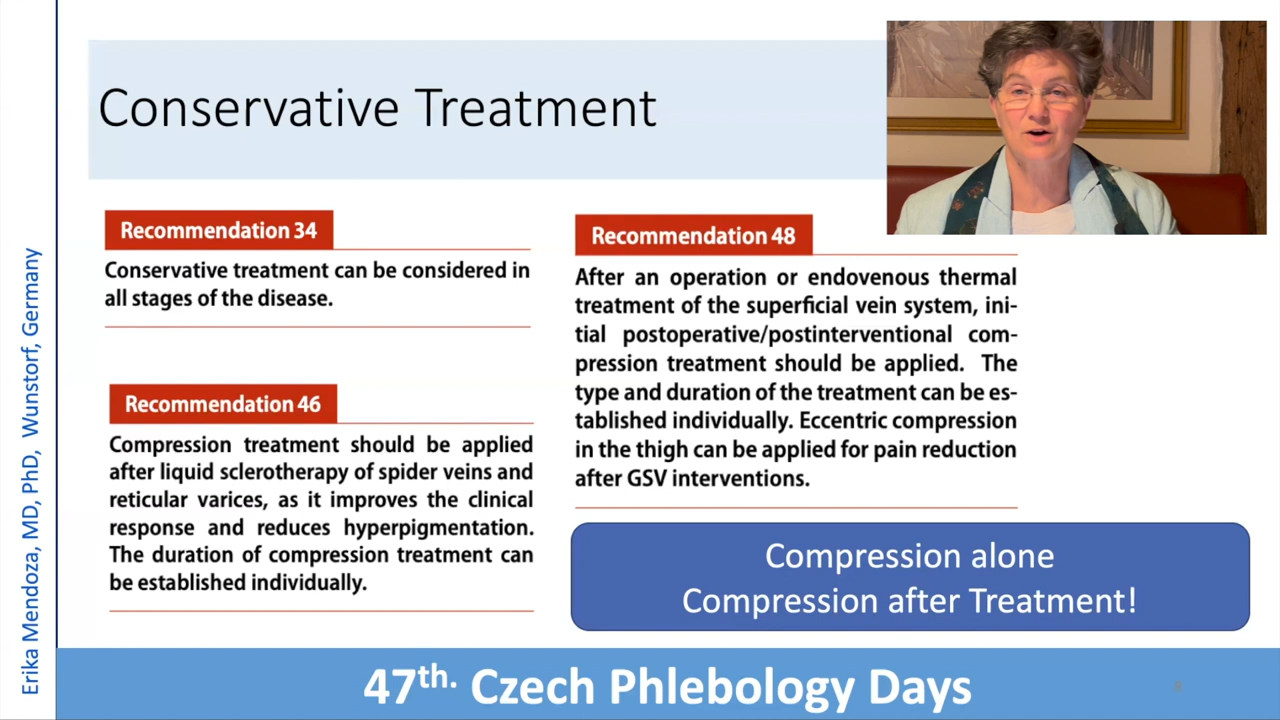 Conservative Treatment
Recommendation 34
Conservative treatment can be considered in
all stages of the disease.
Recommendation 46
Compression treatment should be applied
after liquid sclerotherapy of spider veins and
reticular varices, as it improves the clinical
response and reduces hyperpigmentation.
The duration of compression treatment can
be established individually.
Recommendation 48
After an operation or endovenous thermal
treatment of the superficial vein system, ini-
tial postoperative/postinterventional com-
pression treatment should be applied. The
type and duration of the treatment can be es-
tablished individually. Eccentric compression
in the thigh can be applied for pain reduction
after GSV interventions.
Compression alone
Compression after Treatment!
Erika Mendoza, MD, PhD, Wunstorf, Germany
47th. Czech Phlebology Days